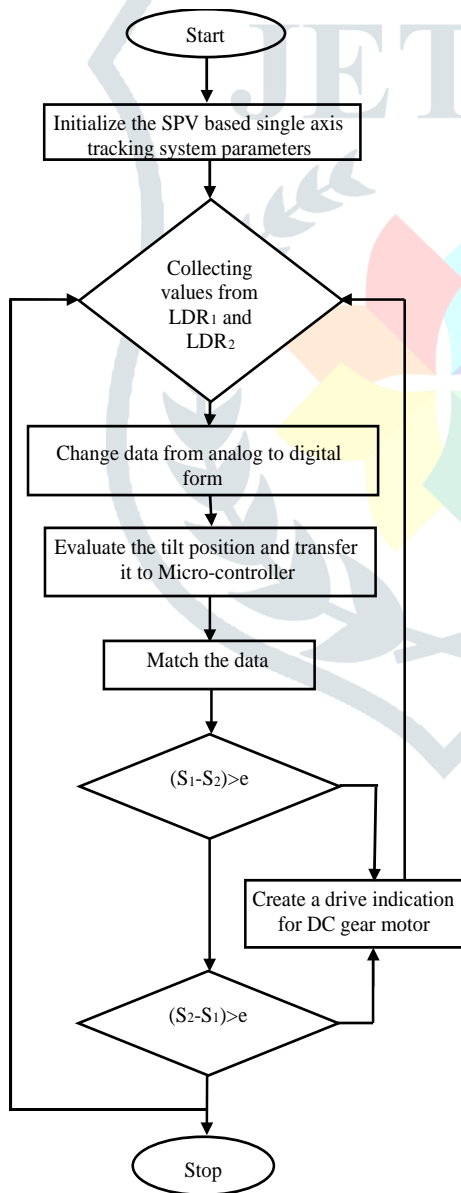 JET
Start
Initialize the SPV based single axis
tracking system parameters
Collecting
values from
LDR₁ and
LDR₂
Change data from analog to digital
form
Evaluate the tilt position and transfer
it to Micro-controller
Match the data
(S₁-S₂)>e
Create a drive indication
for DC gear motor
(S₂-S₁)>e
Stop